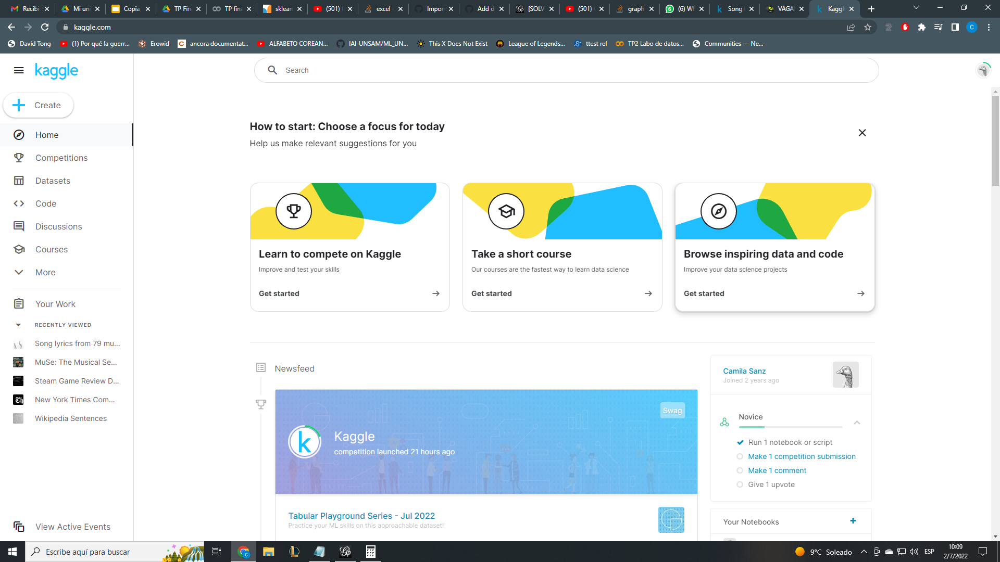 Recibi
Mi uni
Copia
TP Fin
TP fina
sklearn
(501)
excel -
Impor
Add d
[SOLV
(501)
graph
(6) W
Song
VAGA
Kaggl
kaggle.com
David Tong
(1) Por qué la guerr...
Erowid
ancora documentat...
ALFABETO COREAN...
IAI-UNSAM/ML_UN...
This X Does Not Exist
League of Legends...
ttest rel
TP2 Labo de datos...
Communities — Ne...
kaggle
Search
Create
Home
Competitions
Datasets
Code
Discussions
Courses
More
Your Work
RECENTLY VIEWED
Song lyrics from 79 mu...
MuSe: The Musical Se...
Steam Game Review D...
New York Times Com...
Wikipedia Sentences
View Active Events
How to start: Choose a focus for today
Help us make relevant suggestions for you
Learn to compete on Kaggle
Improve and test your skills
Get started
Take a short course
Our courses are the fastest way to learn data science
Get started
Browse inspiring data and code
Improve your data science projects
Get started
Newsfeed
Swag
Kaggle
competition launched 21 hours ago
Tabular Playground Series - Jul 2022
Practice your ML skills on this approachable dataset!
Camila Sanz
Joined 2 years ago
Novice
Run 1 notebook or script
Make 1 competition submission
Make 1 comment
Give 1 upvote
Your Notebooks
Escribe aquí para buscar
9°C Soleado
ESP
10:09
2/7/2022